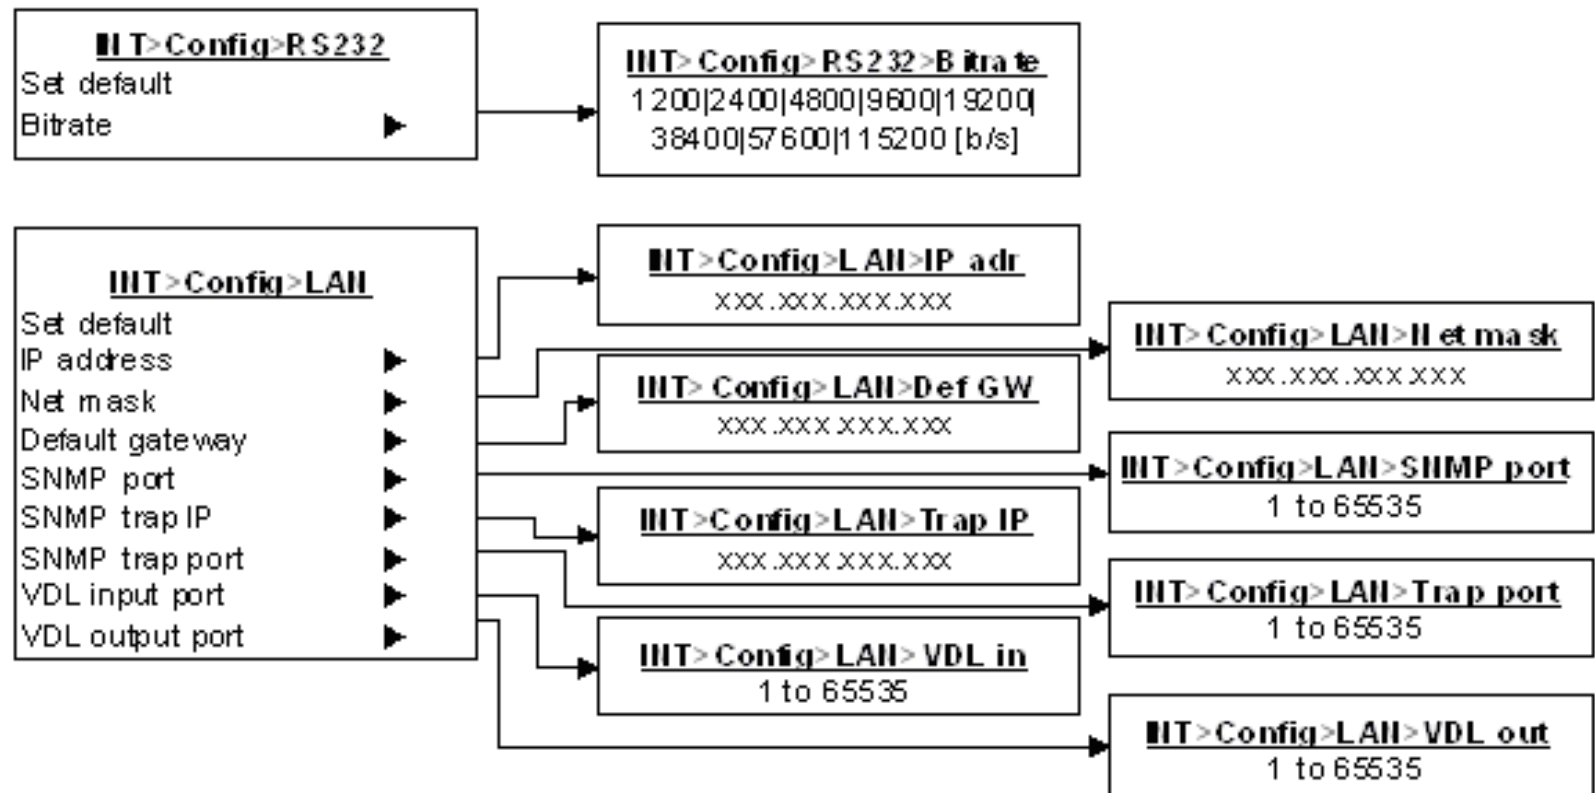 INT>Config>RS232
Set default
Bitrate
INT>Config>RS232>Bitrate
1200|2400|4800|9600|19200|
38400|57600|115200 [b/s]
INT>Config>LAN
Set default
IP address
Net mask
Default gateway
SNMP port
SNMP trap IP
SNMP trap port
VDL input port
VDL output port
INT>Config>LAN>IP adr
xxx.xxx.xxx.xxx
INT>Config>LAN>Net mask
xxx.xxx.xxx.xxx
INT>Config>LAN>Def GW
xxx.xxx.xxx.xxx
INT>Config>LAN>SNMP port
1 to 65535
INT>Config>LAN>Trap IP
xxx.xxx.xxx.xxx
INT>Config>LAN>Trap port
1 to 65535
INT>Config>LAN>VDL in
1 to 65535
INT>Config>LAN>VDL out
1 to 65535